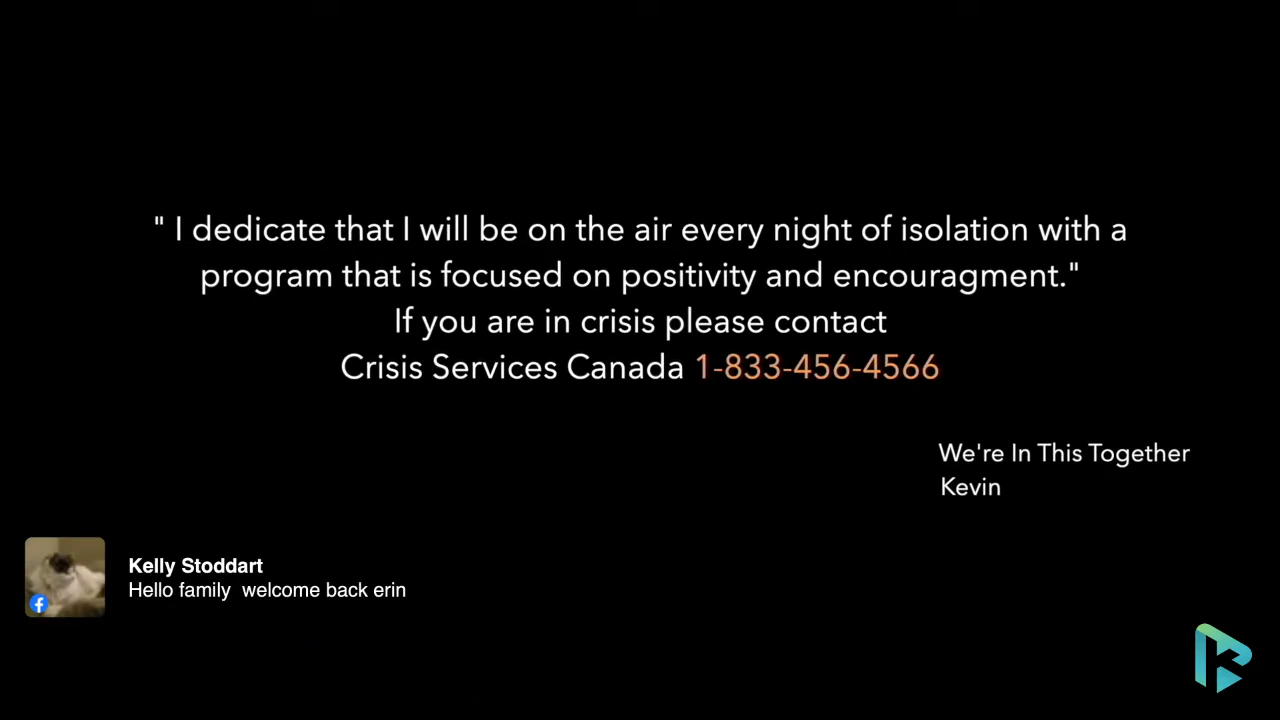 " I dedicate that I will be on the air every night of isolation with a
program that is focused on positivity and encouragment."
If you are in crisis please contact
Crisis Services Canada 1-833-456-4566
We're In This Together
Kevin
Kelly Stoddart
Hello family  welcome back erin